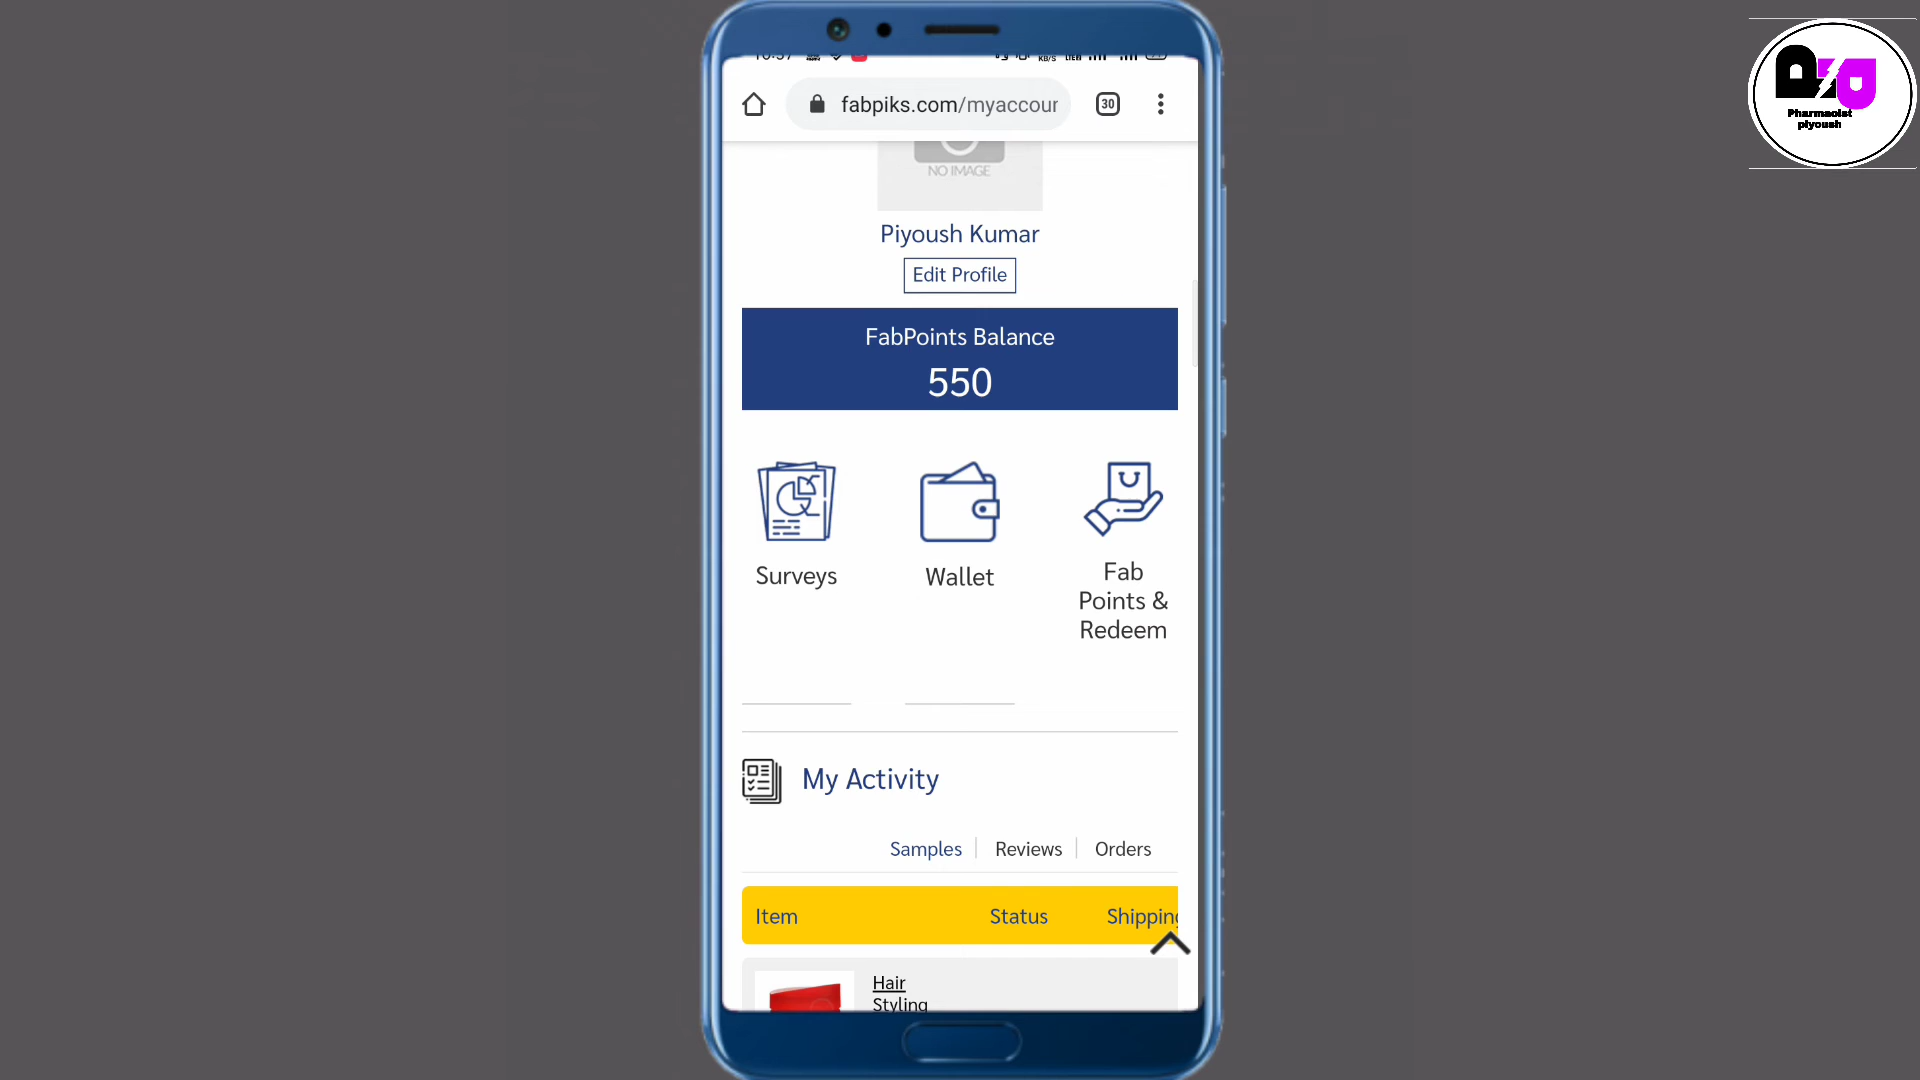 30
fabpiks.com/myaccour
NO IMAGE
Piyoush Kumar
Edit Profile
FabPoints Balance
550
Surveys
Wallet
Fab
Points &
Redeem
My Activity
Samples
Reviews
Orders
Item
Status
Shipping
Hair
Styling
Pharmacist
piyoush